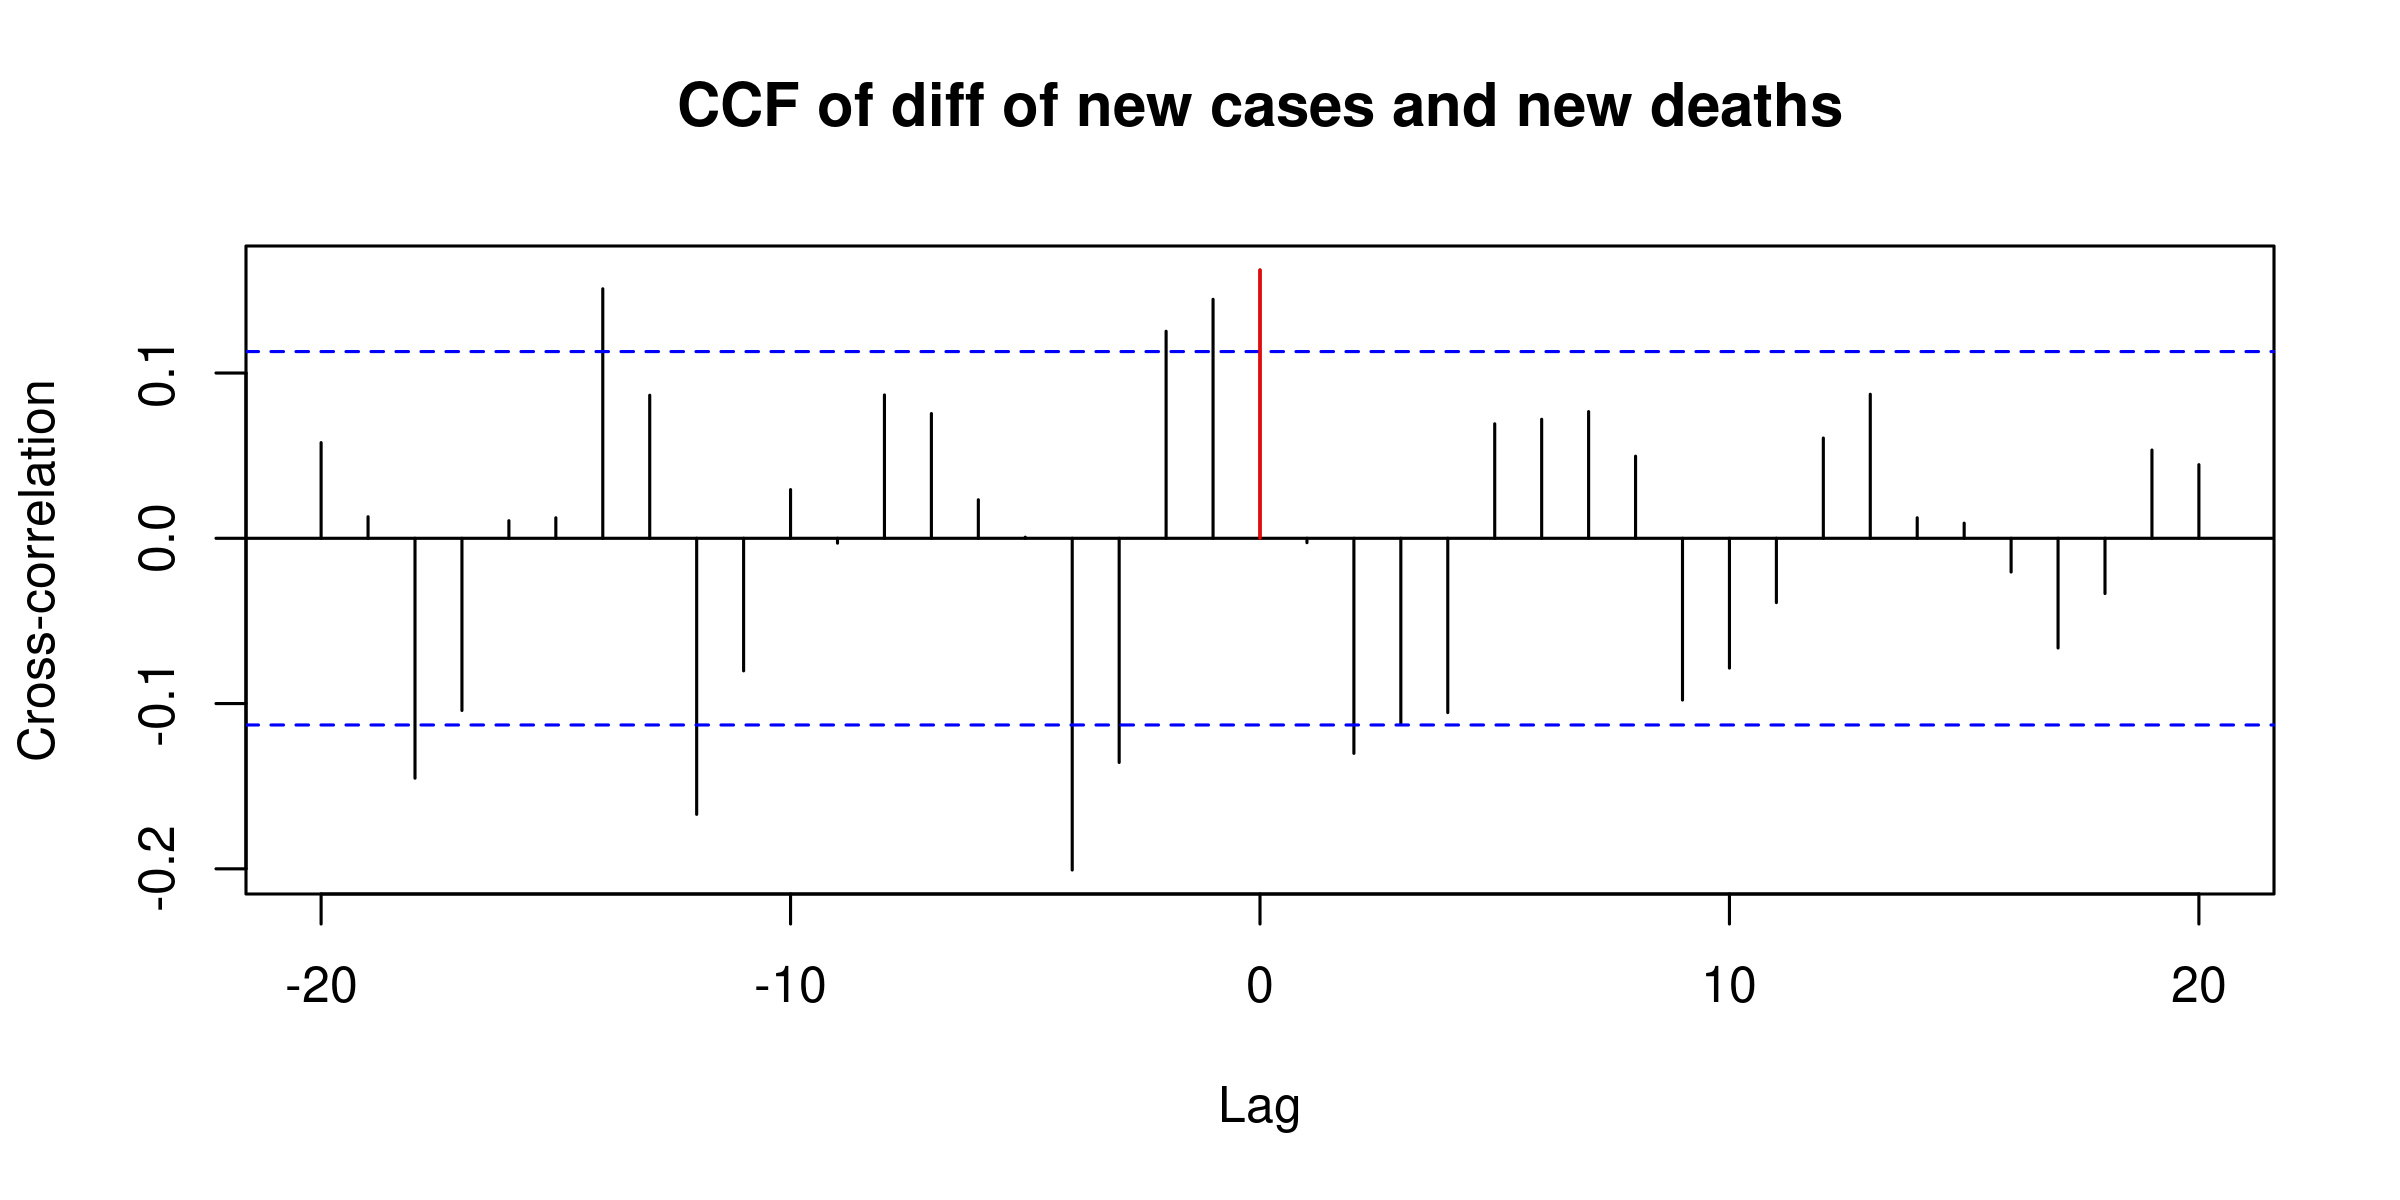 CCF of diff of new cases and new deaths
Cross-correlation
0.1
0.0
-0.1
-0.2
-20 -10 0 10 20
Lag